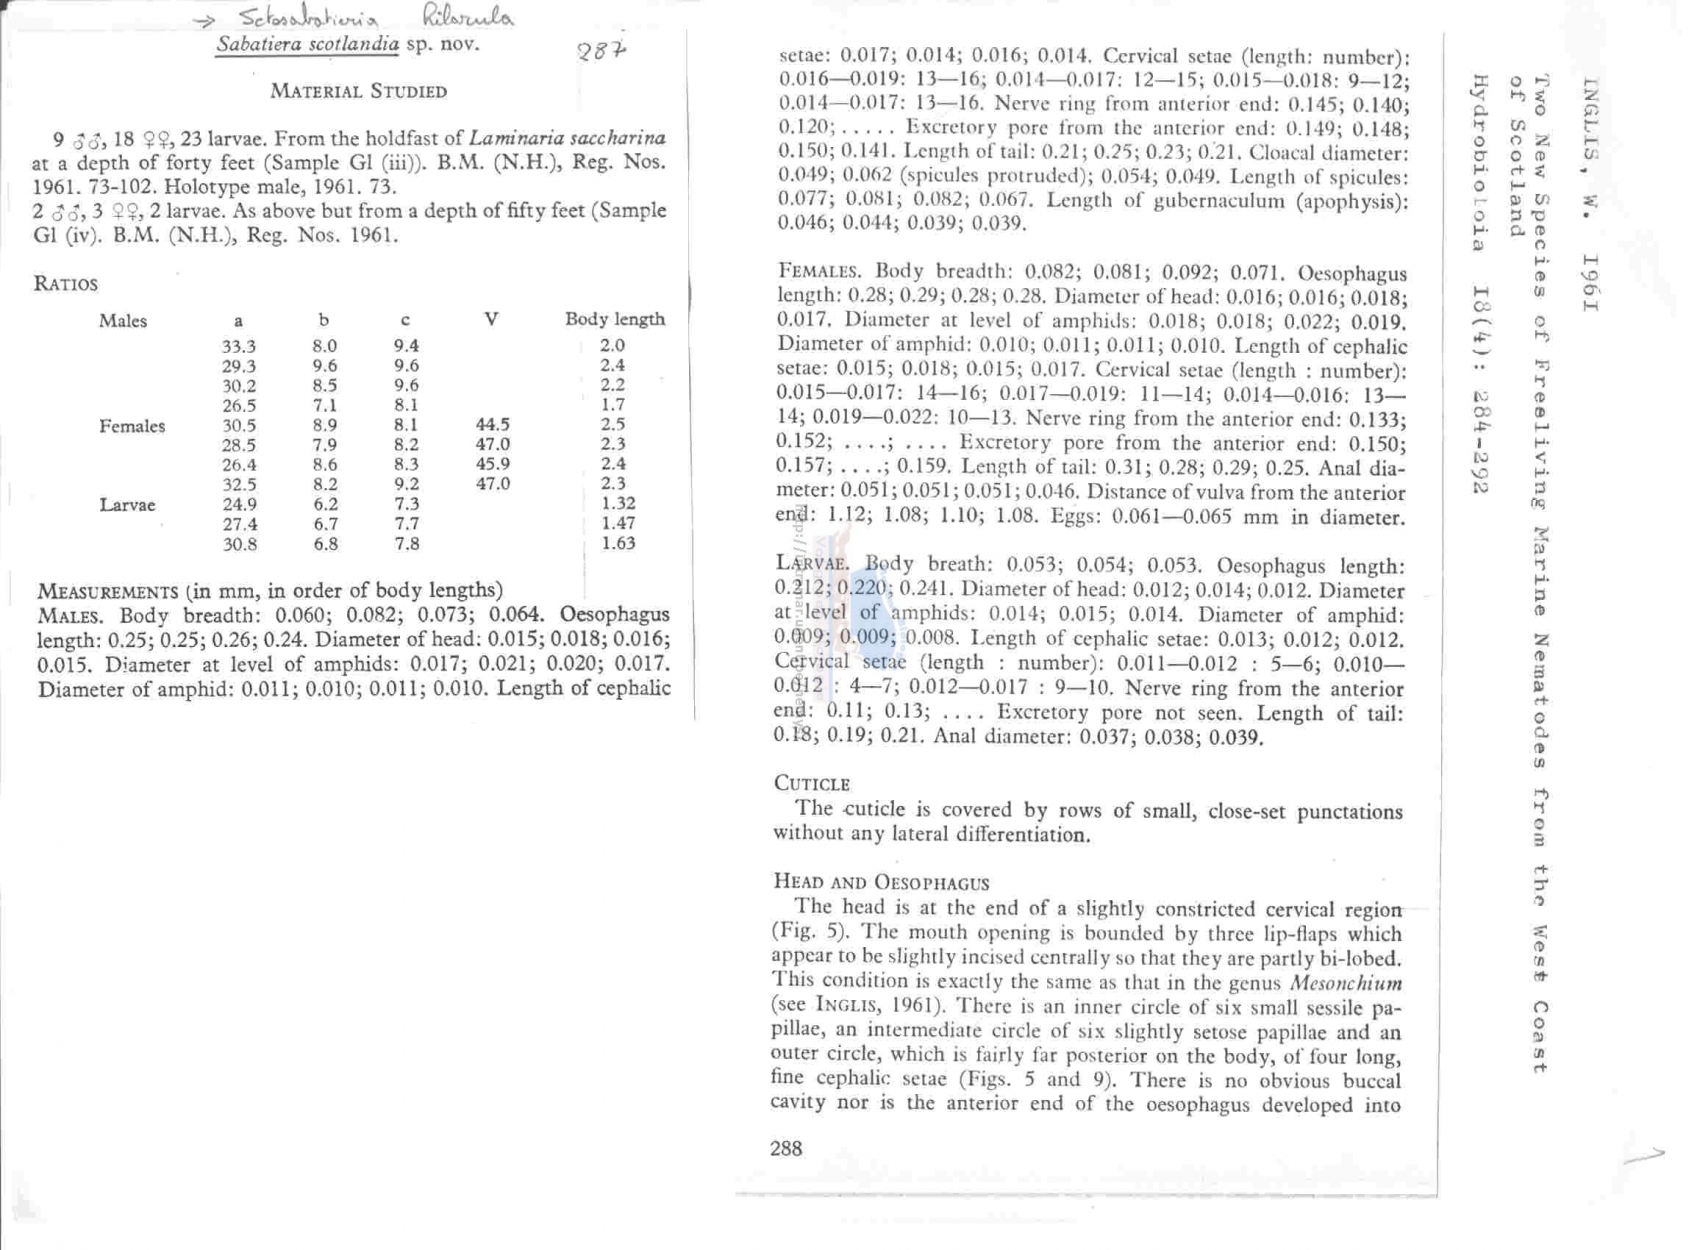 → Setosabatieria hilarula
Sabatiera scotlandia sp. nov.
287
MATERIAL STUDIED
9 ♂♂, 18 ♀♀, 23 larvae. From the holdfast of Laminaria saccharina
at a depth of forty feet (Sample Gl (iii)). B.M. (N.H.), Reg. Nos.
1961. 73-102. Holotype male, 1961. 73.
2 ♂♂, 3 ♀♀, 2 larvae. As above but from a depth of fifty feet (Sample
Gl (iv). B.M. (N.H.), Reg. Nos. 1961.
RATIOS
Males a b c V Body length
33.3 8.0 9.4 2.0
29.3 9.6 9.6 2.4
30.2 8.5 9.6 2.2
26.5 7.1 8.1 1.7
Females 30.5 8.9 8.1 44.5 2.5
28.5 7.9 8.2 47.0 2.3
26.4 8.6 8.3 45.9 2.4
32.5 8.2 9.2 47.0 2.3
Larvae 24.9 6.2 7.3 1.32
27.4 6.7 7.7 1.47
30.8 6.8 7.8 1.63
MEASUREMENTS (in mm, in order of body lengths)
MALES. Body breadth: 0.060; 0.082; 0.073; 0.064. Oesophagus
length: 0.25; 0.25; 0.26; 0.24. Diameter of head: 0.015; 0.018; 0.016;
0.015. Diameter at level of amphids: 0.017; 0.021; 0.020; 0.017.
Diameter of amphid: 0.011; 0.010; 0.011; 0.010. Length of cephalic
setae: 0.017; 0.014; 0.016; 0.014. Cervical setae (length: number):
0.016—0.019: 13—16; 0.014—0.017: 12—15; 0.015—0.018: 9—12;
0.014—0.017: 13—16. Nerve ring from anterior end: 0.145; 0.140;
0.120; ..... Excretory pore from the anterior end: 0.149; 0.148;
0.150; 0.141. Length of tail: 0.21; 0.25; 0.23; 0.21. Cloacal diameter:
0.049; 0.062 (spicules protruded); 0.054; 0.049. Length of spicules:
0.077; 0.081; 0.082; 0.067. Length of gubernaculum (apophysis):
0.046; 0.044; 0.039; 0.039.
FEMALES. Body breadth: 0.082; 0.081; 0.092; 0.071. Oesophagus
length: 0.28; 0.29; 0.28; 0.28. Diameter of head: 0.016; 0.016; 0.018;
0.017. Diameter at level of amphids: 0.018; 0.018; 0.022; 0.019.
Diameter of amphid: 0.010; 0.011; 0.011; 0.010. Length of cephalic
setae: 0.015; 0.018; 0.015; 0.017. Cervical setae (length : number):
0.015—0.017: 14—16; 0.017—0.019: 11—14; 0.014—0.016: 13—
14; 0.019—0.022: 10—13. Nerve ring from the anterior end: 0.133;
0.152; ....; .... Excretory pore from the anterior end: 0.150;
0.157; ....; 0.159. Length of tail: 0.31; 0.28; 0.29; 0.25. Anal dia-
meter: 0.051; 0.051; 0.051; 0.046. Distance of vulva from the anterior
end: 1.12; 1.08; 1.10; 1.08. Eggs: 0.061—0.065 mm in diameter.
LARVAE. Body breath: 0.053; 0.054; 0.053. Oesophagus length:
0.212; 0.220; 0.241. Diameter of head: 0.012; 0.014; 0.012. Diameter
at level of amphids: 0.014; 0.015; 0.014. Diameter of amphid:
0.009; 0.009; 0.008. Length of cephalic setae: 0.013; 0.012; 0.012.
Cervical setae (length : number): 0.011—0.012 : 5—6; 0.010—
0.012 : 4—7; 0.012—0.017 : 9—10. Nerve ring from the anterior
end: 0.11; 0.13; .... Excretory pore not seen. Length of tail:
0.18; 0.19; 0.21. Anal diameter: 0.037; 0.038; 0.039.
CUTICLE
The cuticle is covered by rows of small, close-set punctations
without any lateral differentiation.
HEAD AND OESOPHAGUS
The head is at the end of a slightly constricted cervical region
(Fig. 5). The mouth opening is bounded by three lip-flaps which
appear to be slightly incised centrally so that they are partly bi-lobed.
This condition is exactly the same as that in the genus Mesonchium
(see INGLIS, 1961). There is an inner circle of six small sessile pa-
pillae, an intermediate circle of six slightly setose papillae and an
outer circle, which is fairly far posterior on the body, of four long,
fine cephalic setae (Figs. 5 and 9). There is no obvious buccal
cavity nor is the anterior end of the oesophagus developed into
288
INGLIS, W. 1961
Two New Species of Freeliving Marine Nematodes from the West Coast
of Scotland
Hydrobioloia 18(4): 284-292